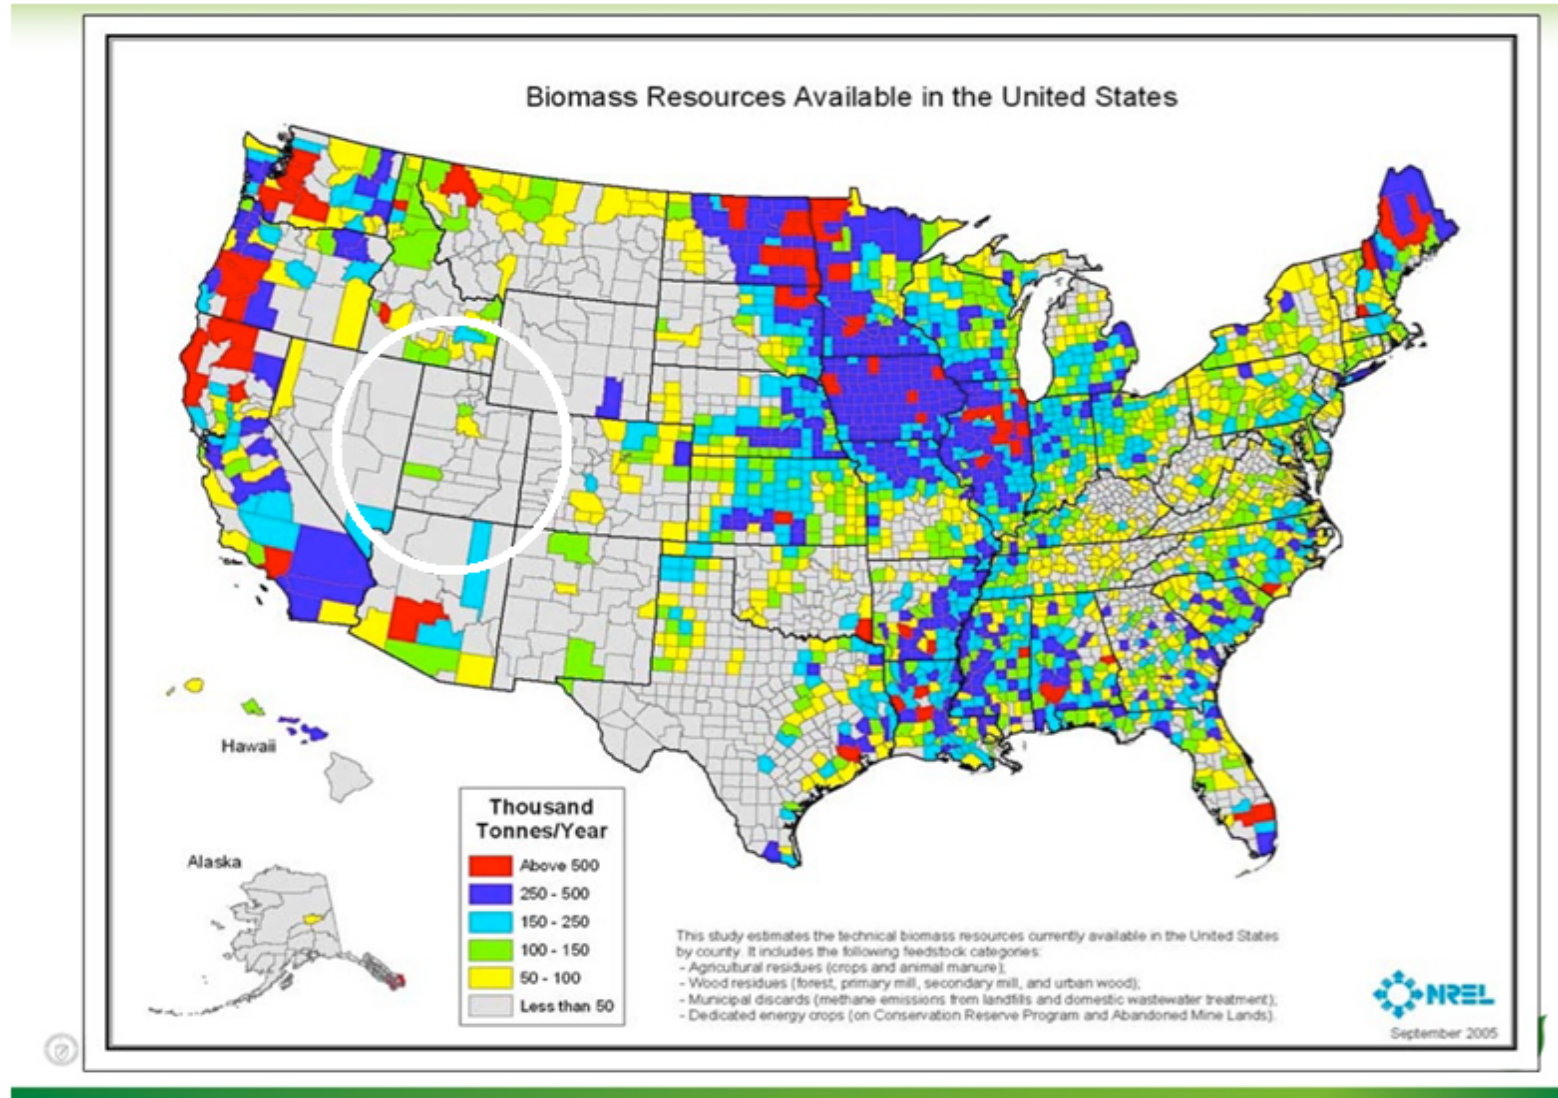 Biomass Resources Available in the United States
Hawaii
Alaska
Thousand
Tonnes/Year
Above 500
250 - 500
150 - 250
100 - 150
50 - 100
Less than 50
This study estimates the technical biomass resources currently available in the United States
by county. It includes the following feedstock categories:
- Agricultural residues (crops and animal manure);
- Wood residues (forest, primary mill, secondary mill, and urban wood);
- Municipal discards (methane emissions from landfills and domestic wastewater treatment);
- Dedicated energy crops (on Conservation Reserve Program and Abandoned Mine Lands).
NREL
September 2005